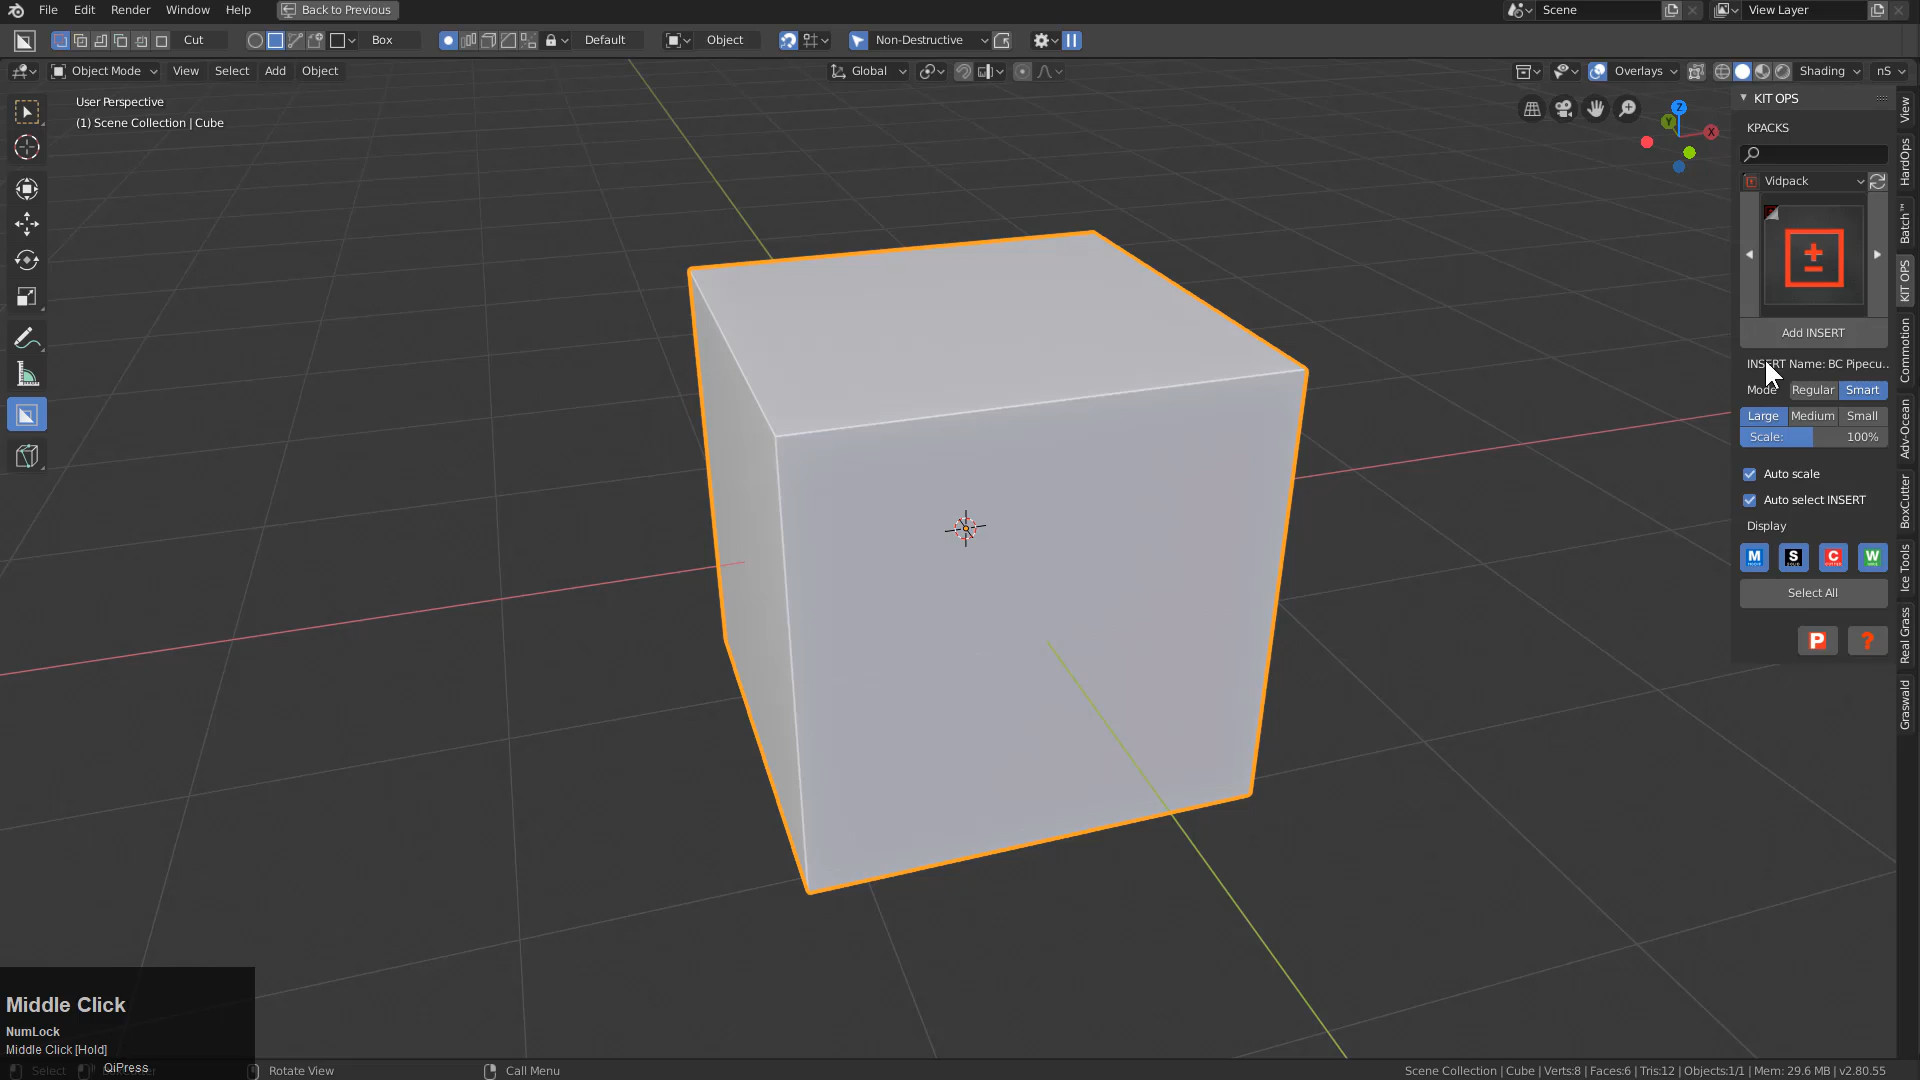 File Edit Render Window Help Back to Previous Scene View Layer
Cut Box Default Object Non-Destructive
Object Mode View Select Add Object Global Overlays Shading nS
User Perspective
(1) Scene Collection | Cube
Z
Y
X
KIT OPS
KPACKS
Vidpack
Add INSERT
INSERT Name: BC Pipecu..
Mode Regular Smart
Large Medium Small
Scale: 100%
Auto scale
Auto select INSERT
Display
M S C W
Select All
P ?
View
HardOps
Batch™
KIT OPS
Commotion
Adv-Ocean
BoxCutter
Ice Tools
Real Grass
Graswald
Middle Click
NumLock
Middle Click [Hold]
QiPress
Select Rotate View Call Menu
Scene Collection | Cube | Verts:8 | Faces:6 | Tris:12 | Objects:1/1 | Mem: 29.6 MB | v2.80.55